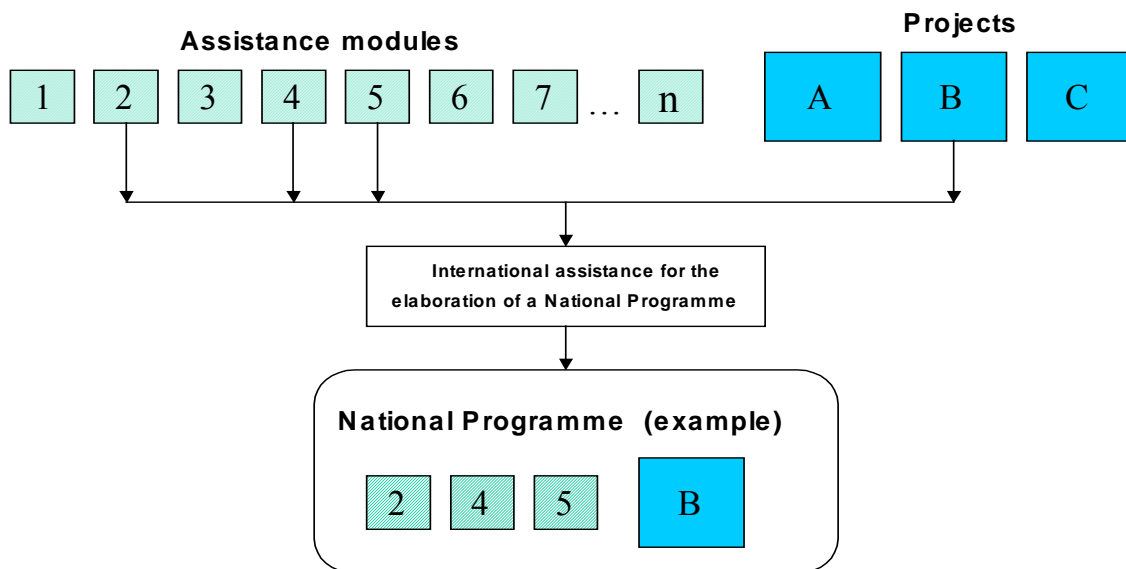 Assistance modules
Projects
1 2 3 4 5 6 7 ... n
A B C
International assistance for the
elaboration of a National Programme
National Programme (example)
2 4 5 B